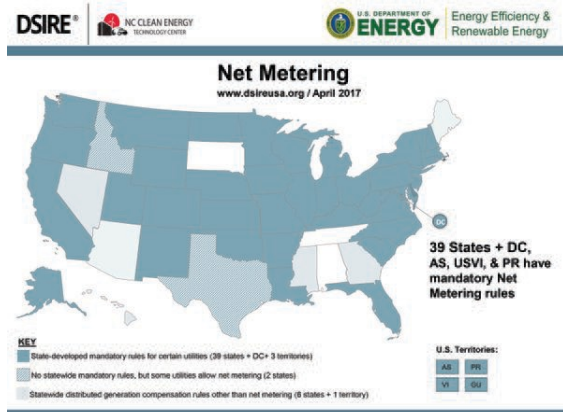 DSIRE®
NC CLEAN ENERGY
TECHNOLOGY CENTER
U.S. DEPARTMENT OF
ENERGY
Energy Efficiency &
Renewable Energy
Net Metering
www.dsireusa.org / April 2017
DC
39 States + DC,
AS, USVI, & PR have
mandatory Net
Metering rules
KEY
State-developed mandatory rules for certain utilities (39 states + DC+ 3 territories)
No statewide mandatory rules, but some utilities allow net metering (2 states)
Statewide distributed generation compensation rules other than net metering (6 states + 1 territory)
U.S. Territories:
AS PR
VI GU